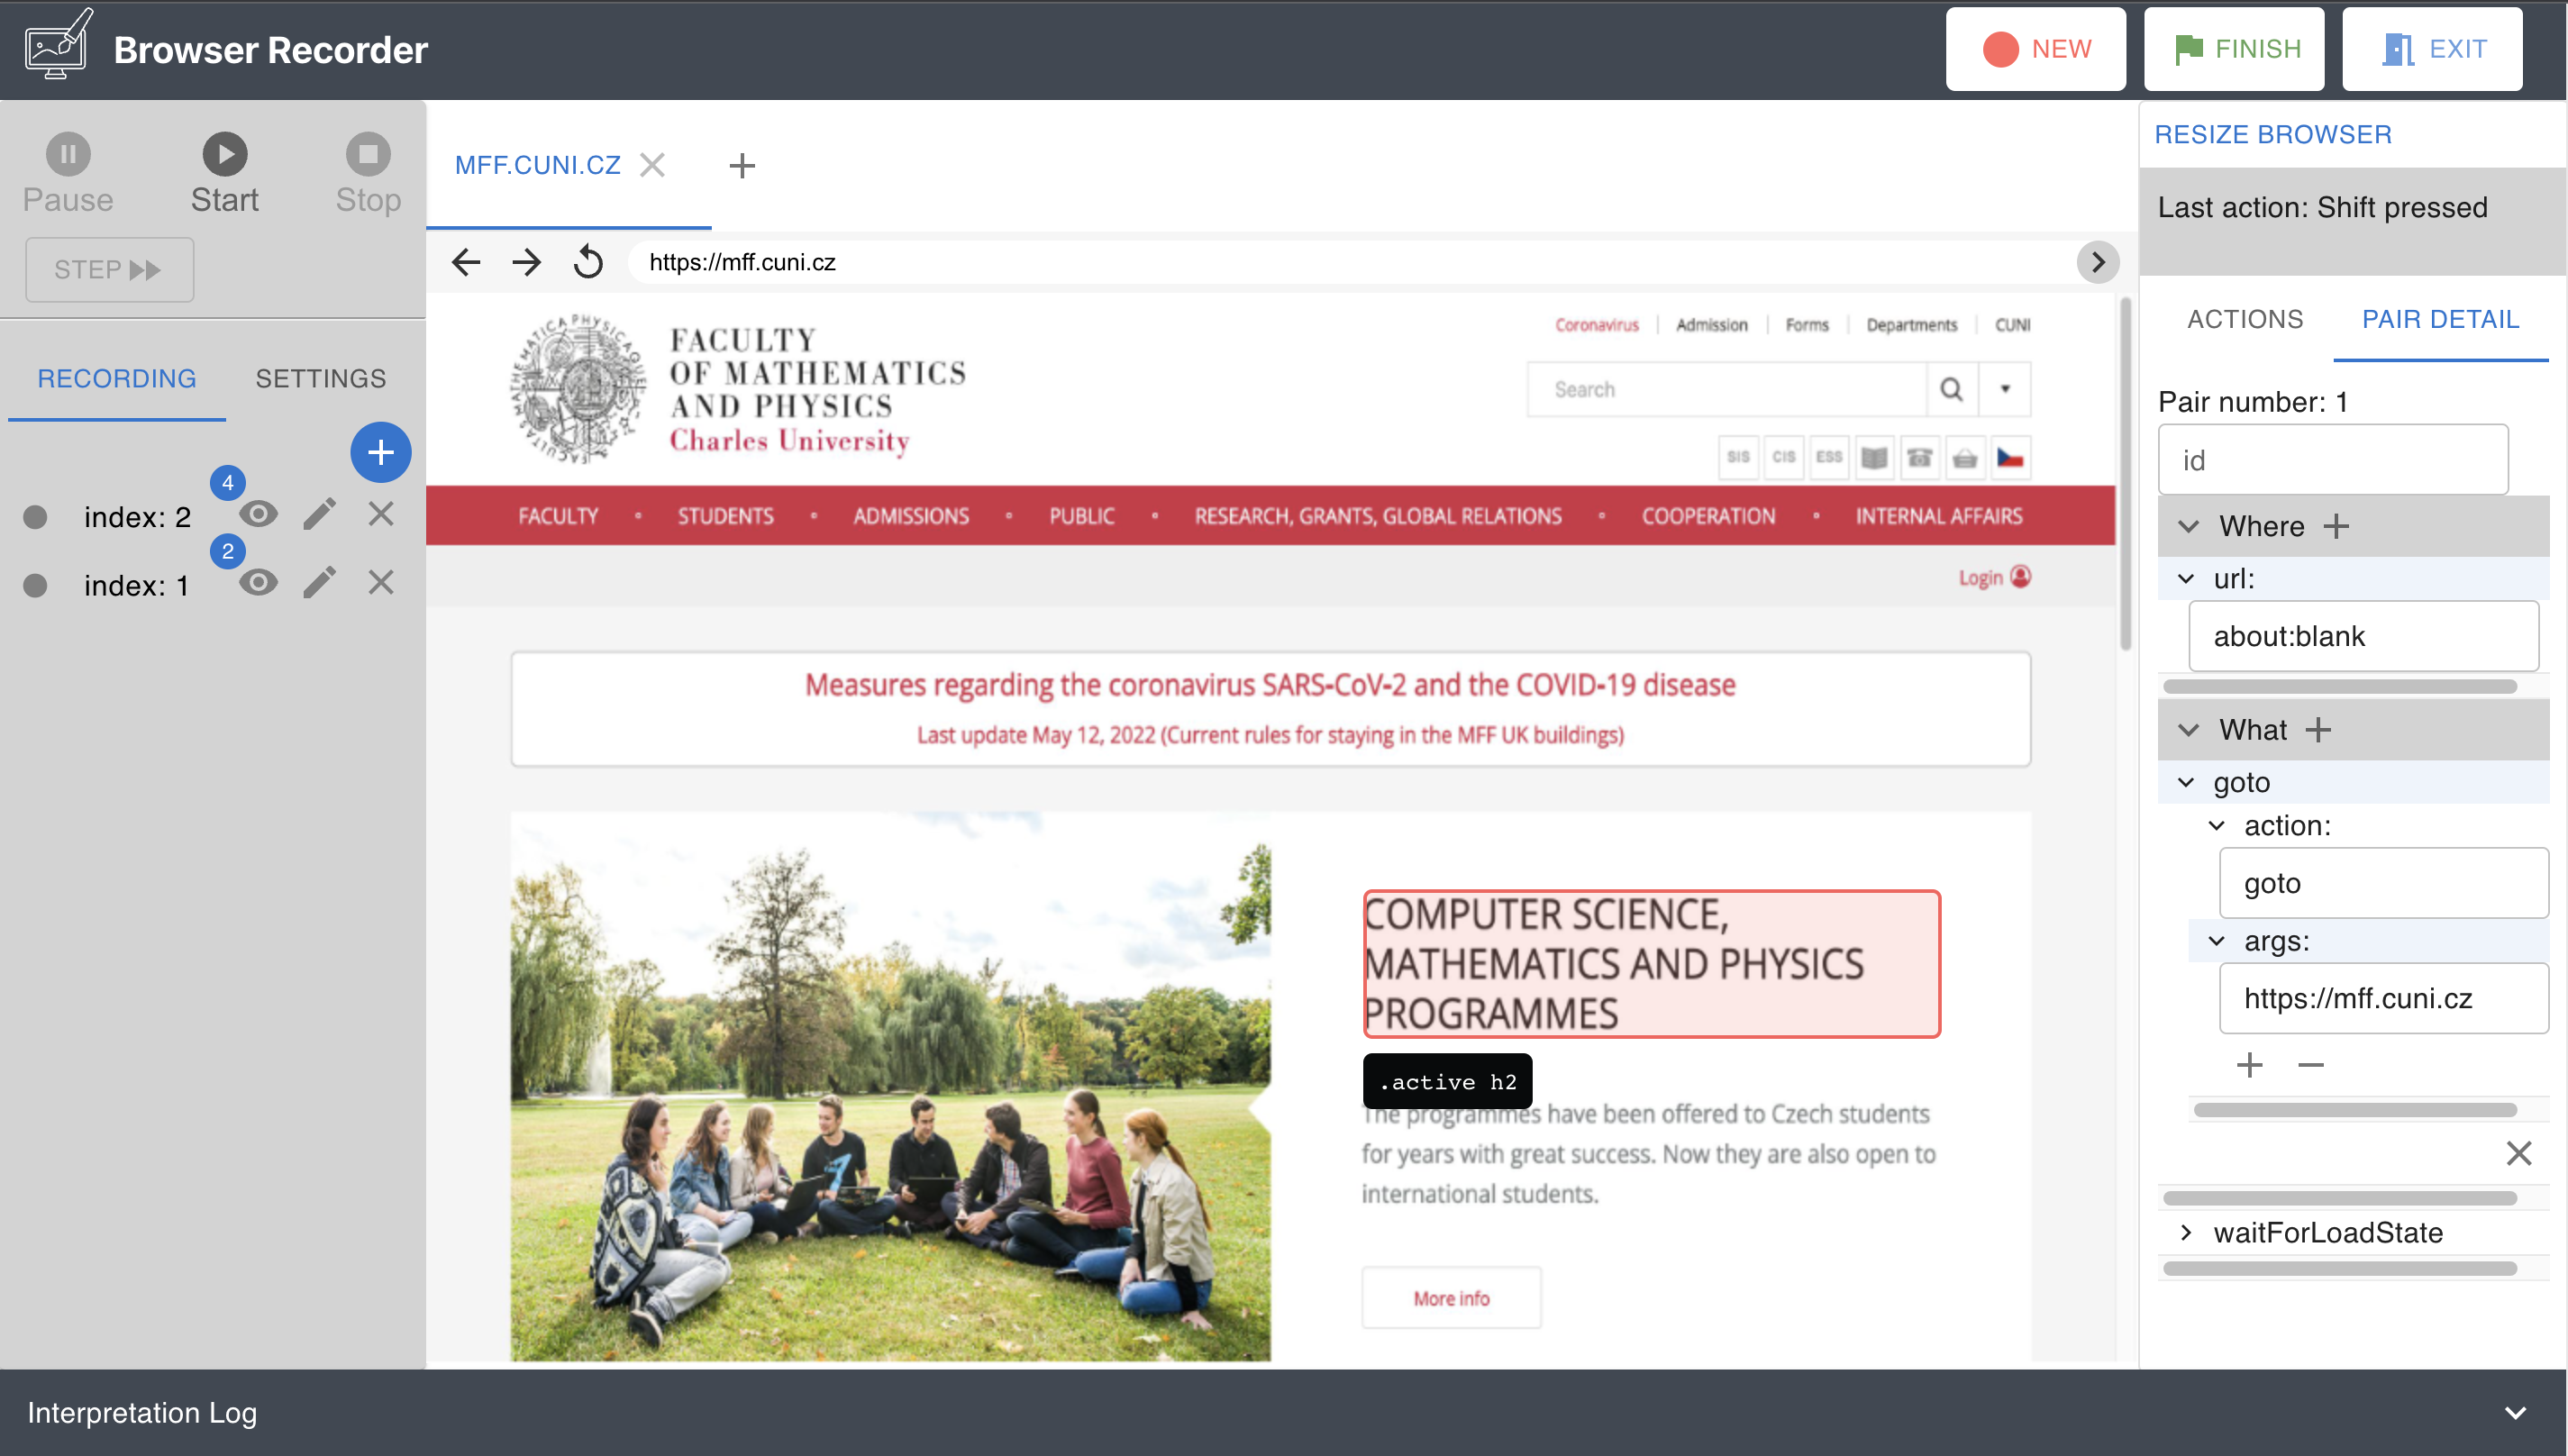 Browser Recorder
NEW
FINISH
EXIT
Pause
Start
Stop
STEP
RECORDING
SETTINGS
4
index: 2
2
index: 1
MFF.CUNI.CZ
https://mff.cuni.cz
FACULTY
OF MATHEMATICS
AND PHYSICS
Charles University
Coronavirus
Admission
Forms
Departments
CUNI
Search
SIS
CIS
ESS
FACULTY
STUDENTS
ADMISSIONS
PUBLIC
RESEARCH, GRANTS, GLOBAL RELATIONS
COOPERATION
INTERNAL AFFAIRS
Login
Measures regarding the coronavirus SARS-CoV-2 and the COVID-19 disease
Last update May 12, 2022 (Current rules for staying in the MFF UK buildings)
COMPUTER SCIENCE,
MATHEMATICS AND PHYSICS
PROGRAMMES
.active h2
The programmes have been offered to Czech students
for years with great success. Now they are also open to
international students.
More info
RESIZE BROWSER
Last action: Shift pressed
ACTIONS
PAIR DETAIL
Pair number: 1
id
Where
url:
about:blank
What
goto
action:
goto
args:
https://mff.cuni.cz
waitForLoadState
Interpretation Log